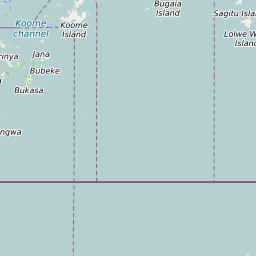 Bugaia
Island
Sagitu Isla
Koome
channel
Koome
Island
Lolwe W
Island
Jana
rinya
Bubeke
Bukasa
ngwa